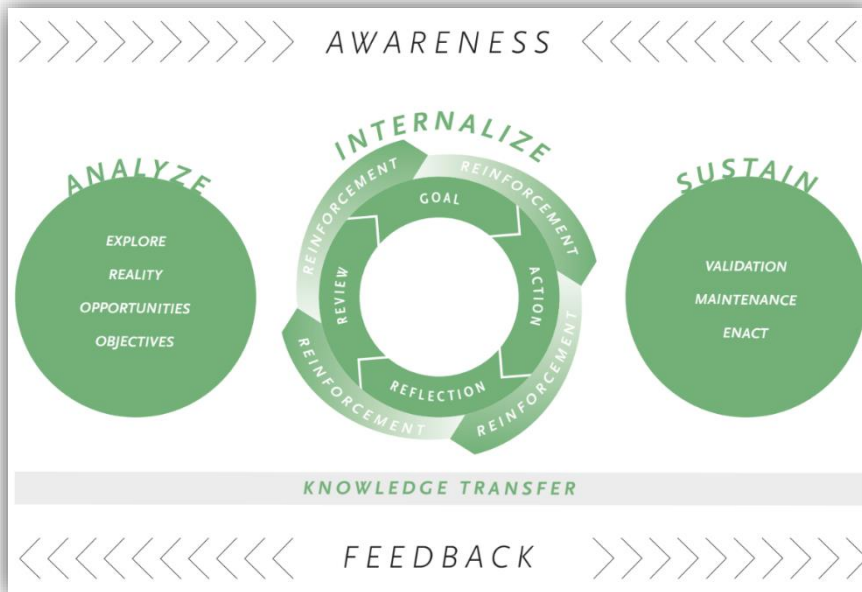 AWARENESS
ANALYZE
EXPLORE
REALITY
OPPORTUNITIES
OBJECTIVES
INTERNALIZE
REINFORCEMENT
REINFORCEMENT
REINFORCEMENT
REINFORCEMENT
GOAL
ACTION
REFLECTION
REVIEW
SUSTAIN
VALIDATION
MAINTENANCE
ENACT
KNOWLEDGE TRANSFER
FEEDBACK